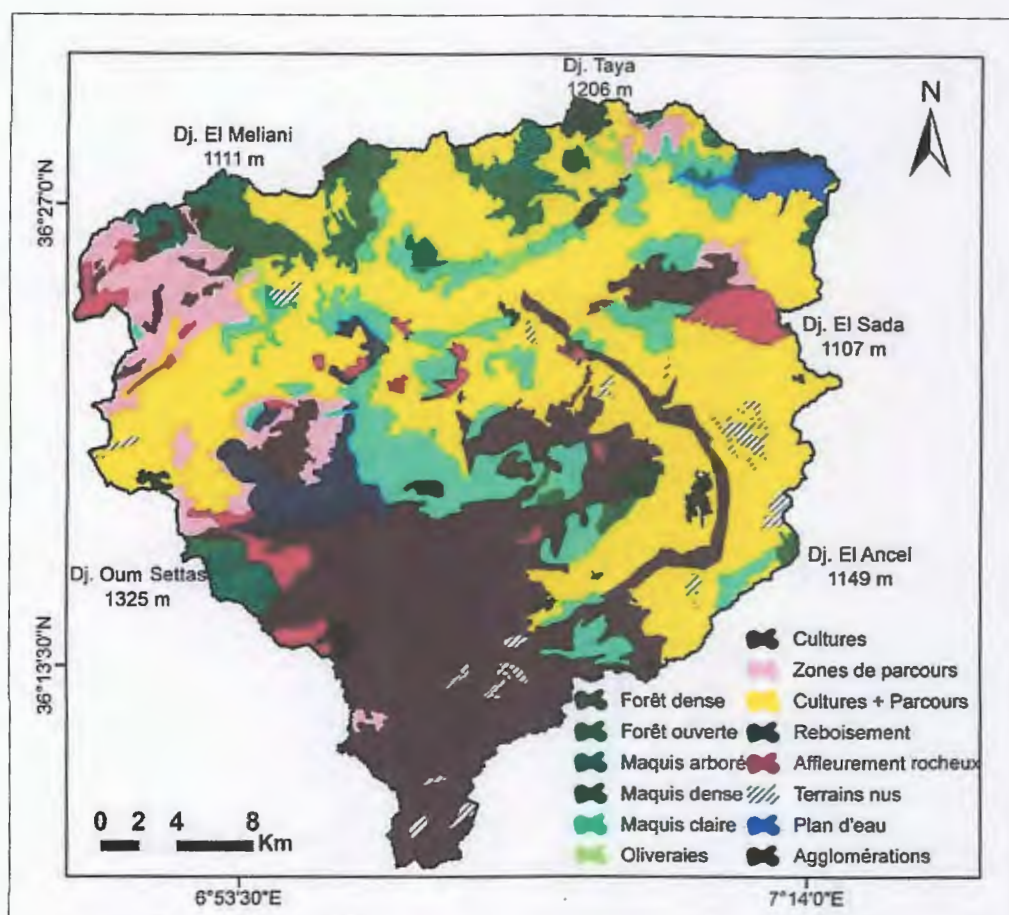 Dj. Taya
1206 m
N
Dj. El Meliani
1111 m
36°27'0"N
Dj. El Sada
1107 m
Dj. El Ancel
1149 m
Dj. Oum Settas
1325 m
36°13'30"N
Cultures
Zones de parcours
Forêt dense
Cultures + Parcours
Forêt ouverte
Reboisement
Maquis arboré
Affleurement rocheux
Maquis dense
Terrains nus
Maquis claire
Plan d'eau
Oliveraies
Agglomérations
0 2 4 8
Km
6°53'30"E
7°14'0"E